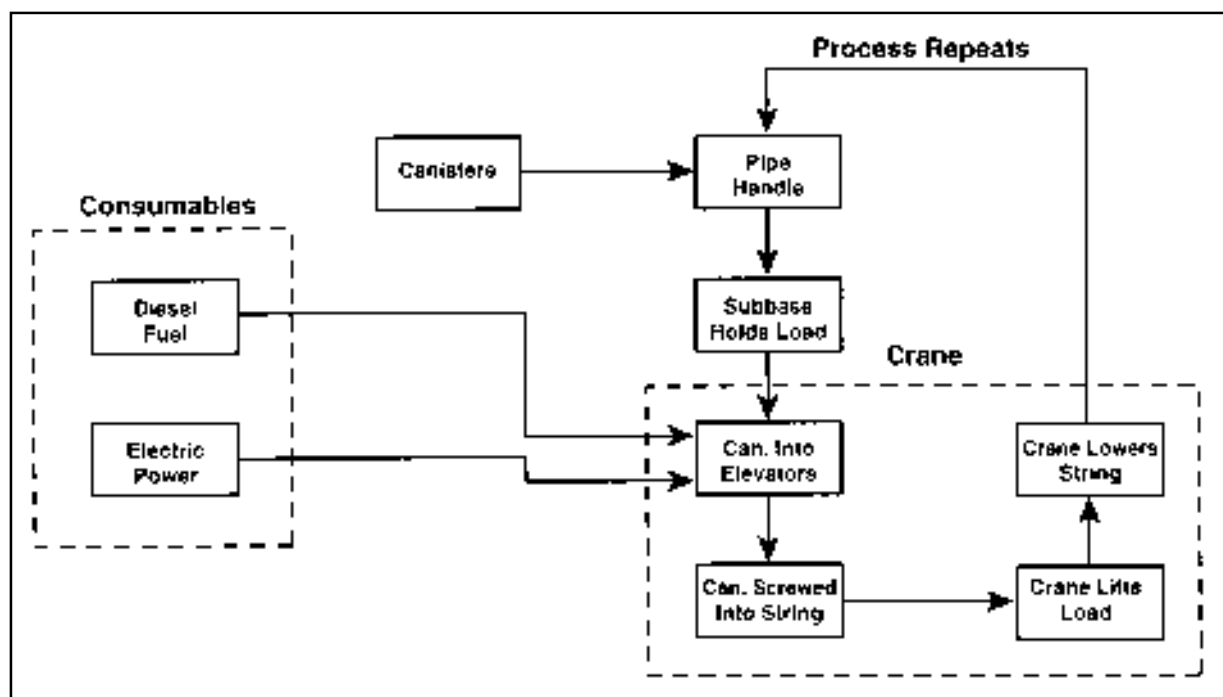 Process Repeats
Canisters
Pipe
Handle
Consumables
Diesel
Fuel
Subbase
Holds Load
Crane
Electric
Power
Can. Into
Elevators
Crane Lowers
String
Can. Screwed
Into String
Crane Lifts
Load